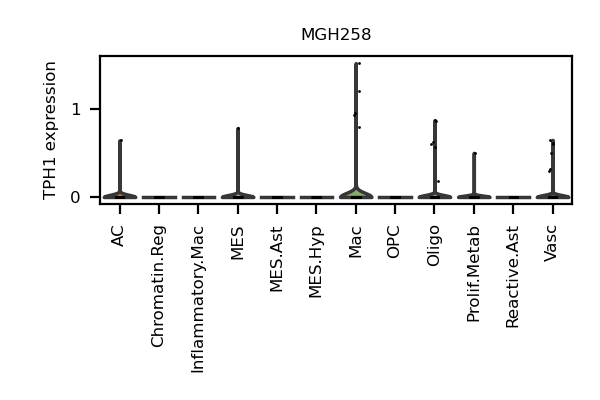 MGH258
TPH1 expression
1
0
AC
Chromatin.Reg
Inflammatory.Mac
MES
MES.Ast
MES.Hyp
Mac
OPC
Oligo
Prolif.Metab
Reactive.Ast
Vasc